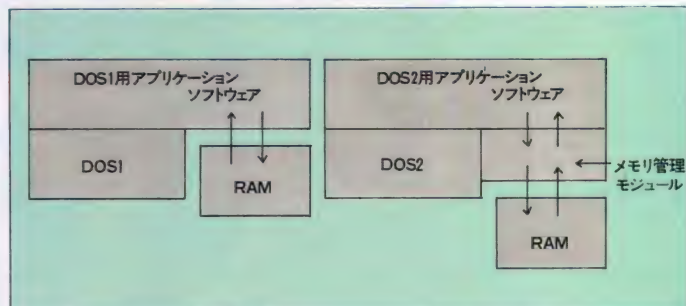 DOS1用アプリケーション
ソフトウェア
DOS1
RAM
DOS2用アプリケーション
ソフトウェア
DOS2
メモリ管理
モジュール
RAM